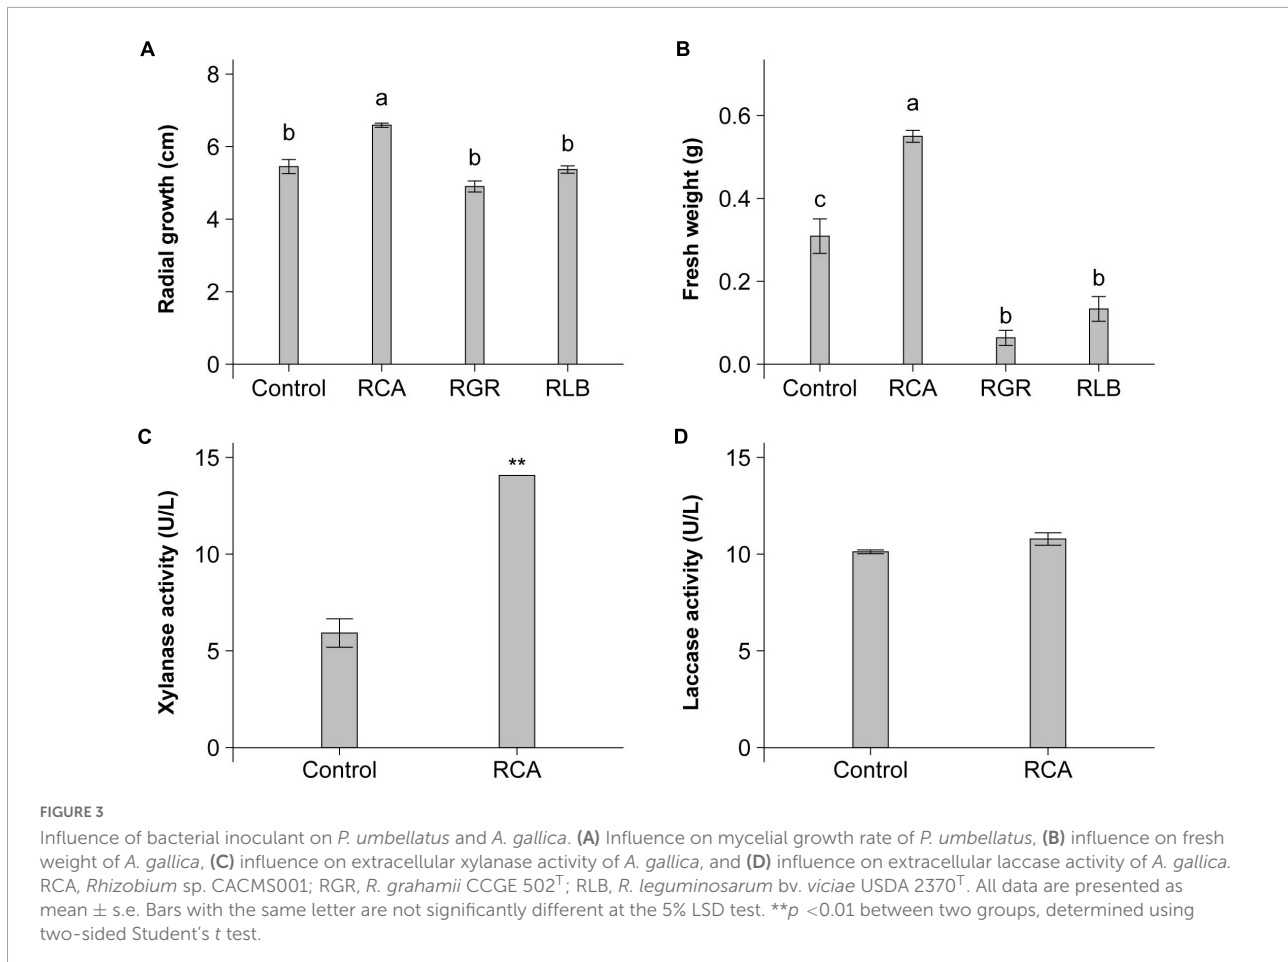 A
8
6
4
2
0
Radial growth (cm)
b
a
b
b
Control RCA RGR RLB
B
0.6
0.4
0.2
0.0
Fresh weight (g)
c
a
b
b
Control RCA RGR RLB
C
15
10
5
0
Xylanase activity (U/L)
**
Control RCA
D
15
10
5
0
Laccase activity (U/L)
Control RCA
FIGURE 3
Influence of bacterial inoculant on P. umbellatus and A. gallica. (A) Influence on mycelial growth rate of P. umbellatus, (B) influence on fresh
weight of A. gallica, (C) influence on extracellular xylanase activity of A. gallica, and (D) influence on extracellular laccase activity of A. gallica.
RCA, Rhizobium sp. CACMS001; RGR, R. grahamii CCGE 502ᵀ; RLB, R. leguminosarum bv. viciae USDA 2370ᵀ. All data are presented as
mean ± s.e. Bars with the same letter are not significantly different at the 5% LSD test. **p <0.01 between two groups, determined using
two-sided Student’s t test.